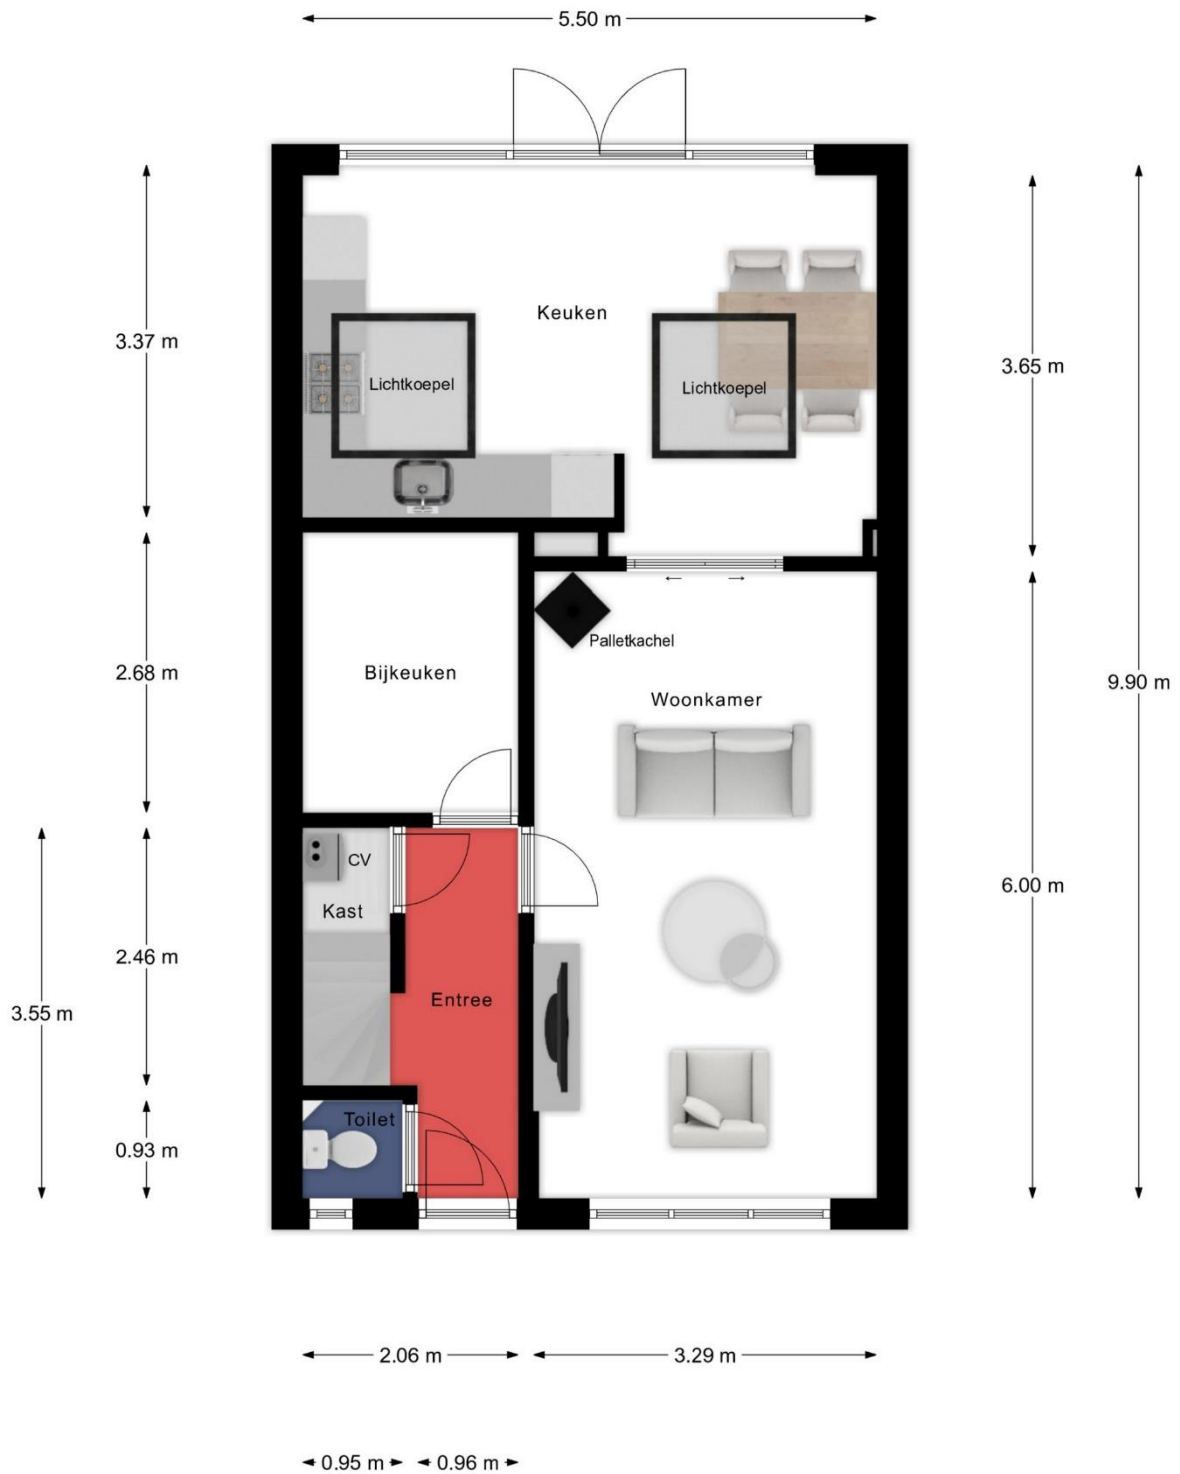 5.50 m
Keuken
3.37 m
3.65 m
Lichtkoepel
Lichtkoepel
Palletkachel
Bijkeuken
2.68 m
9.90 m
Woonkamer
CV
6.00 m
Kast
2.46 m
Entree
3.55 m
Toilet
0.93 m
2.06 m
3.29 m
0.95 m
0.96 m